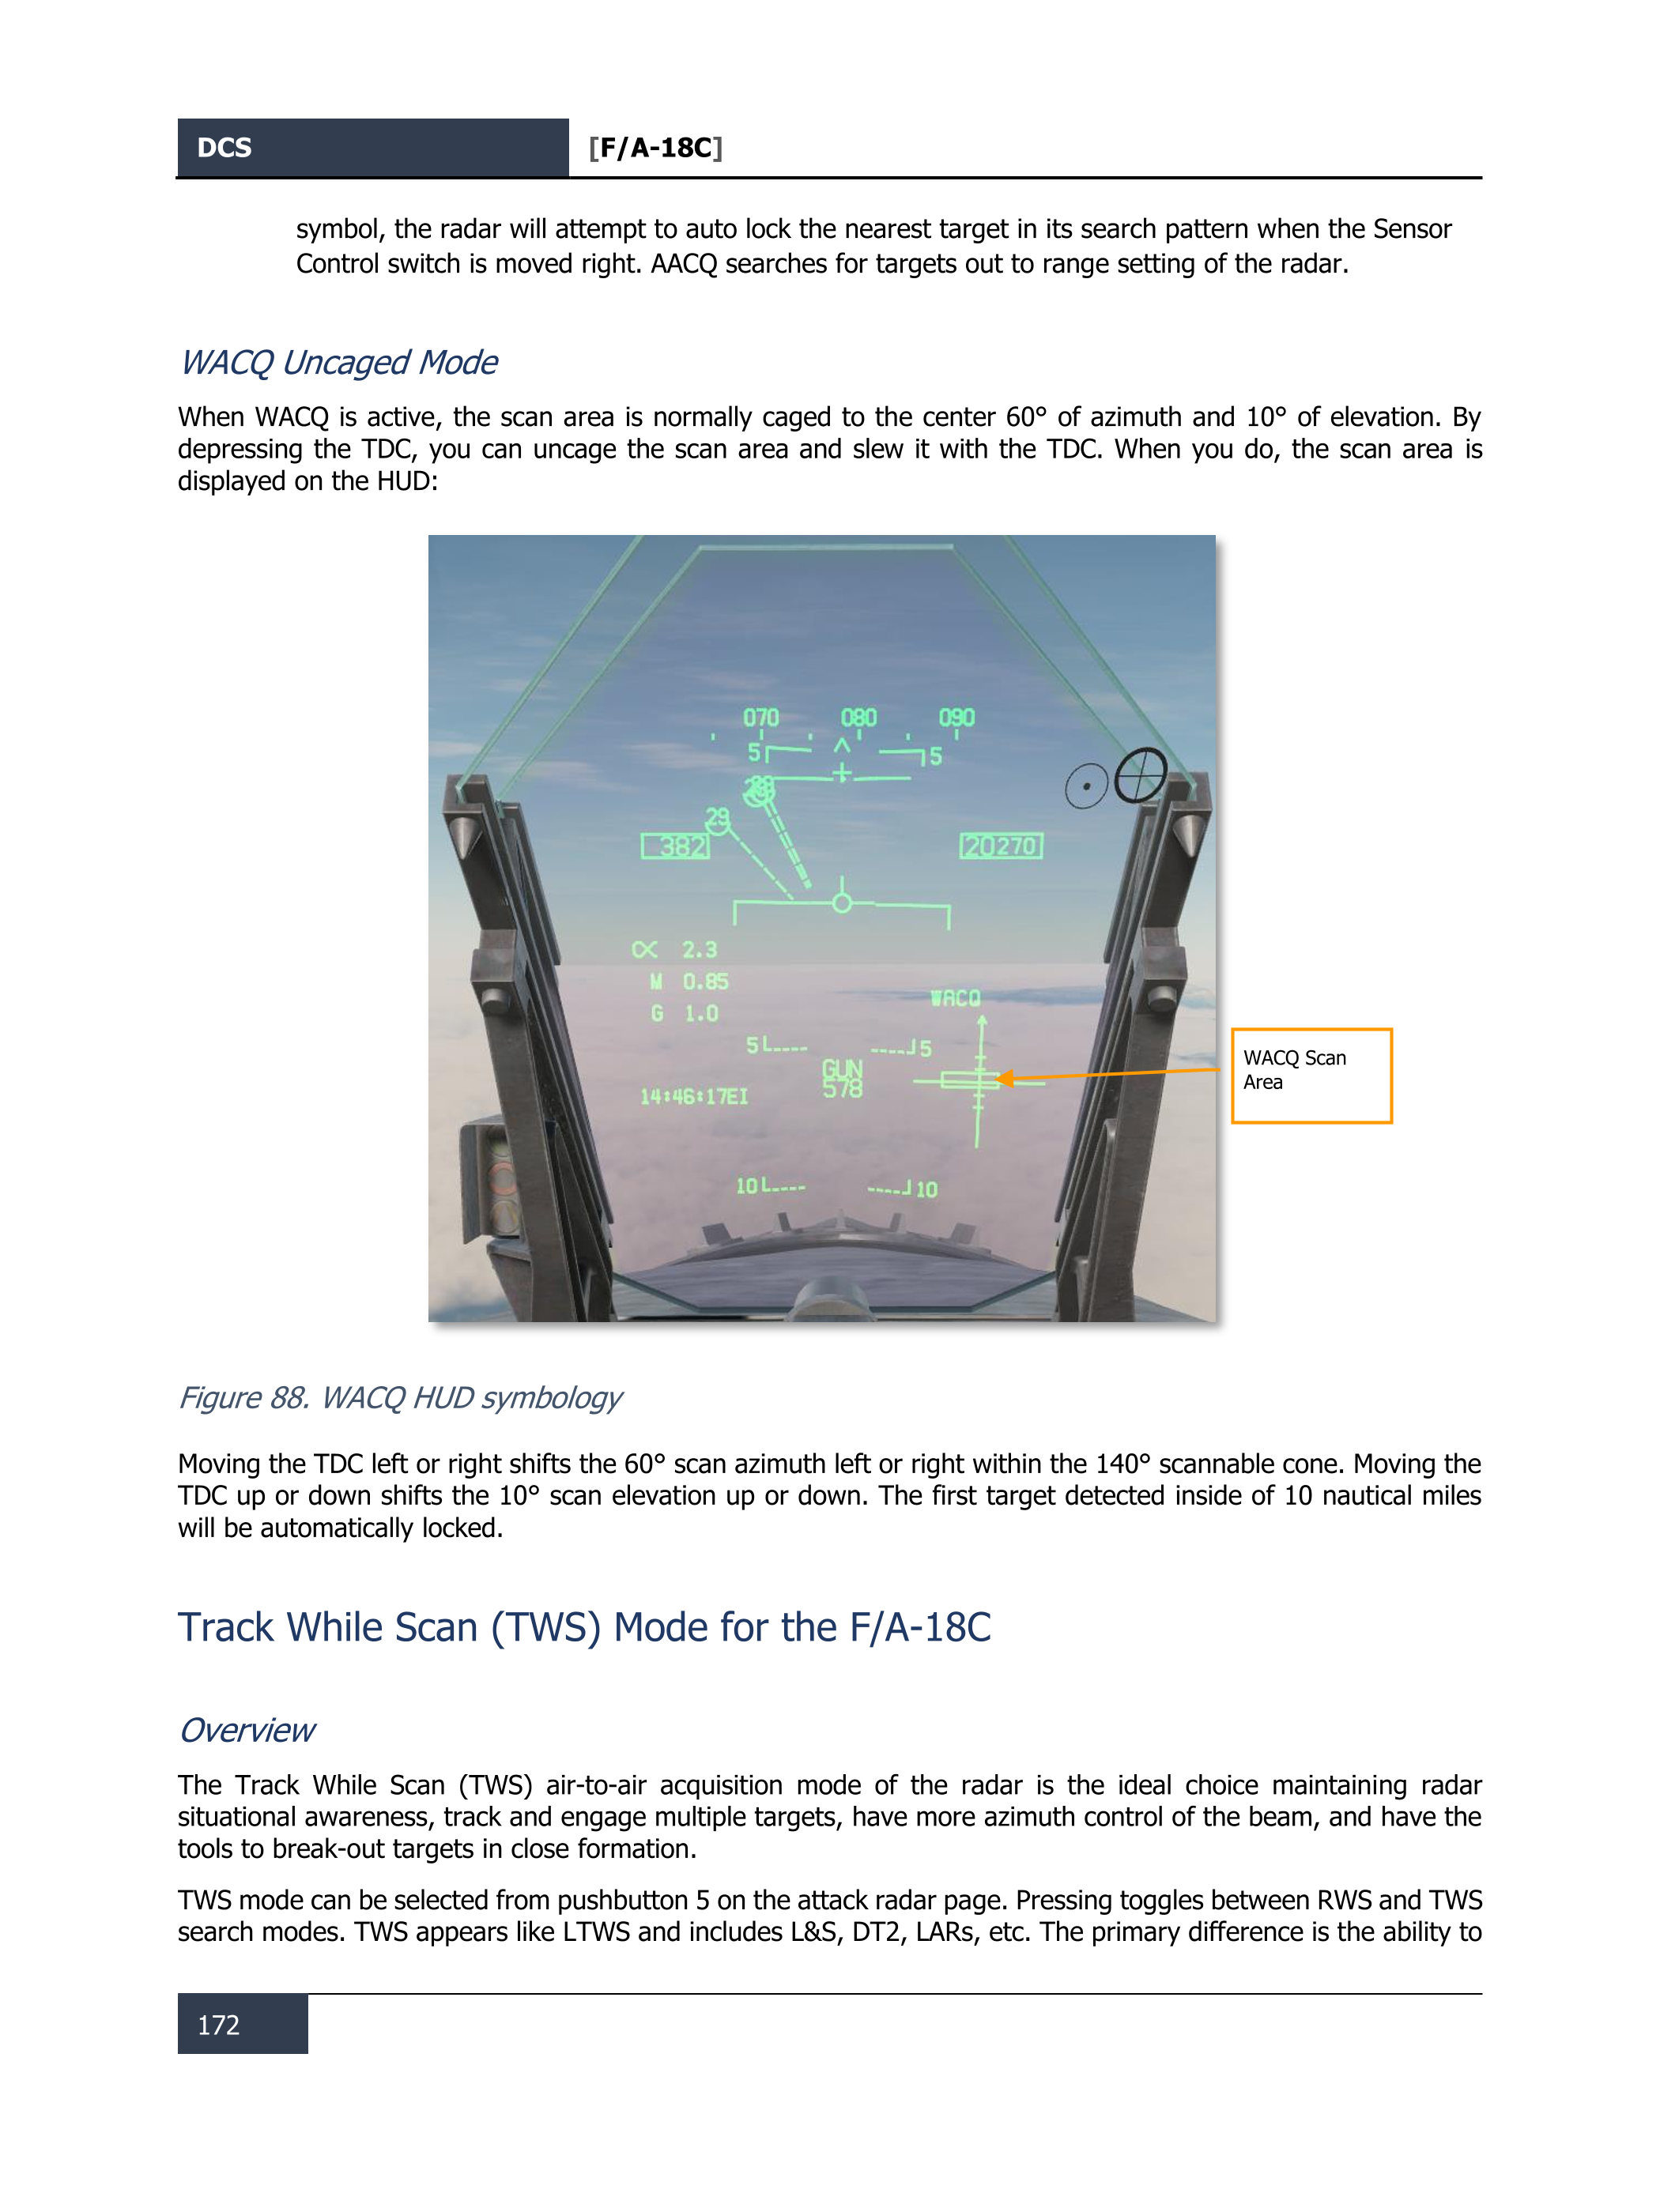 DCS [F/A-18C]
symbol, the radar will attempt to auto lock the nearest target in its search pattern when the Sensor
Control switch is moved right. AACQ searches for targets out to range setting of the radar.
WACQ Uncaged Mode
When WACQ is active, the scan area is normally caged to the center 60° of azimuth and 10° of elevation. By
depressing the TDC, you can uncage the scan area and slew it with the TDC. When you do, the scan area is
displayed on the HUD:
070 080 090
5 5
29
382 20270
α 2.3
M 0.85
G 1.0
WACQ
5 5
GUN
578
14:46:17EI
10 10
WACQ Scan
Area
Figure 88. WACQ HUD symbology
Moving the TDC left or right shifts the 60° scan azimuth left or right within the 140° scannable cone. Moving the
TDC up or down shifts the 10° scan elevation up or down. The first target detected inside of 10 nautical miles
will be automatically locked.
Track While Scan (TWS) Mode for the F/A-18C
Overview
The Track While Scan (TWS) air-to-air acquisition mode of the radar is the ideal choice maintaining radar
situational awareness, track and engage multiple targets, have more azimuth control of the beam, and have the
tools to break-out targets in close formation.
TWS mode can be selected from pushbutton 5 on the attack radar page. Pressing toggles between RWS and TWS
search modes. TWS appears like LTWS and includes L&S, DT2, LARs, etc. The primary difference is the ability to
172